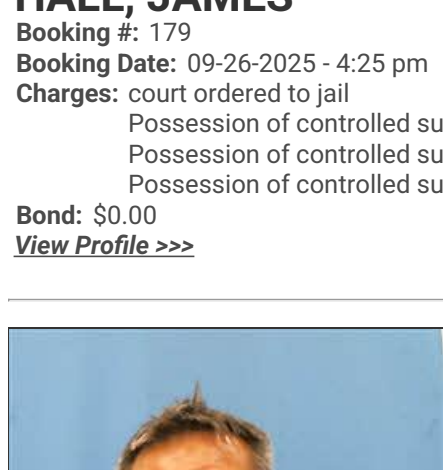 HALL, JAMES
Booking #: 179
Booking Date: 09-26-2025 - 4:25 pm
Charges: court ordered to jail
Possession of controlled su
Possession of controlled su
Possession of controlled su
Bond: $0.00
View Profile >>>